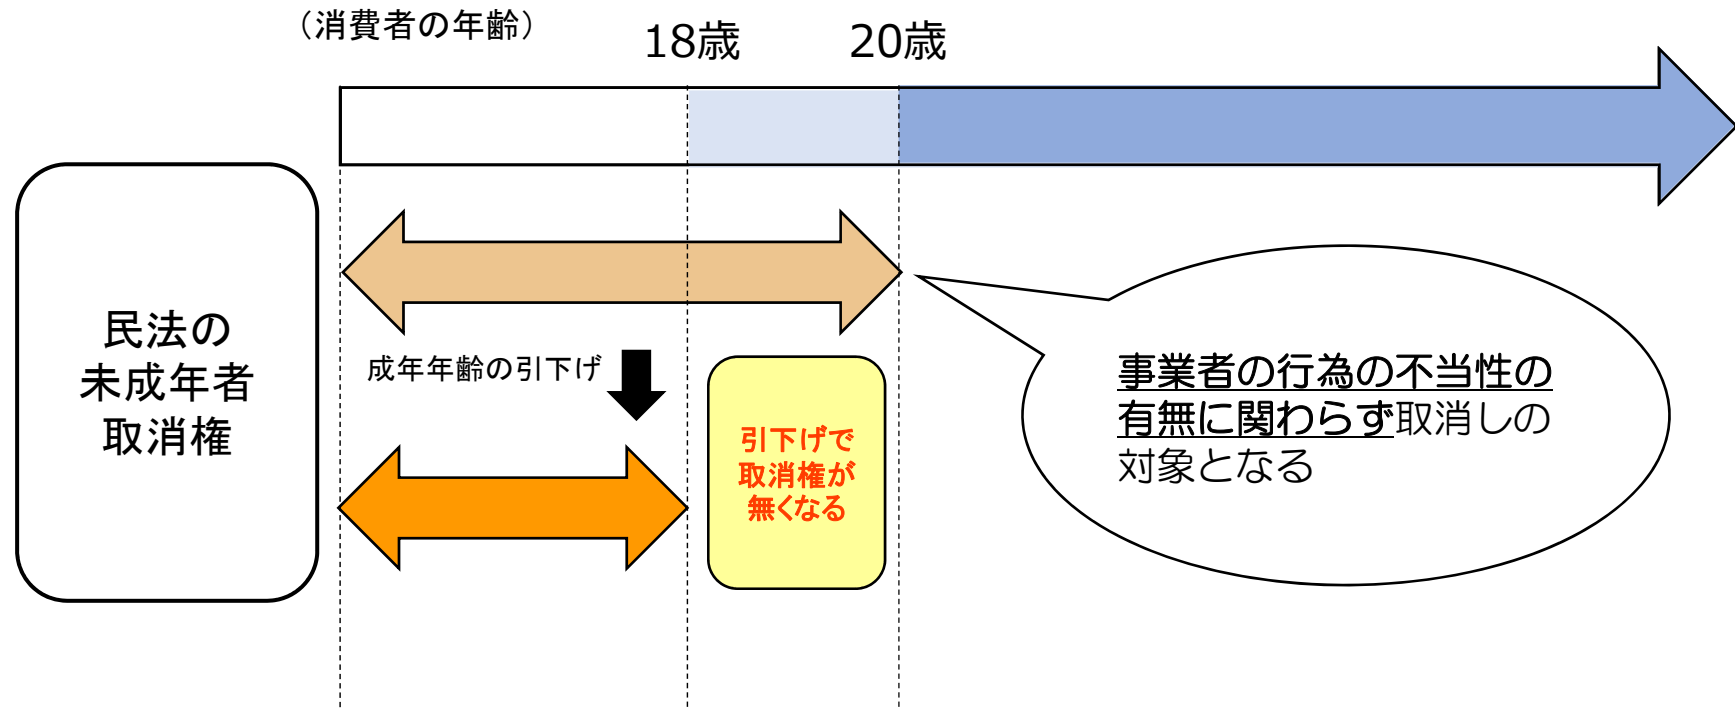 （消費者の年齢）
18歳
20歳
民法の
未成年者
取消権
成年年齢の引下げ
引下げで
取消権が
無くなる
事業者の行為の不当性の
有無に関わらず取消しの
対象となる